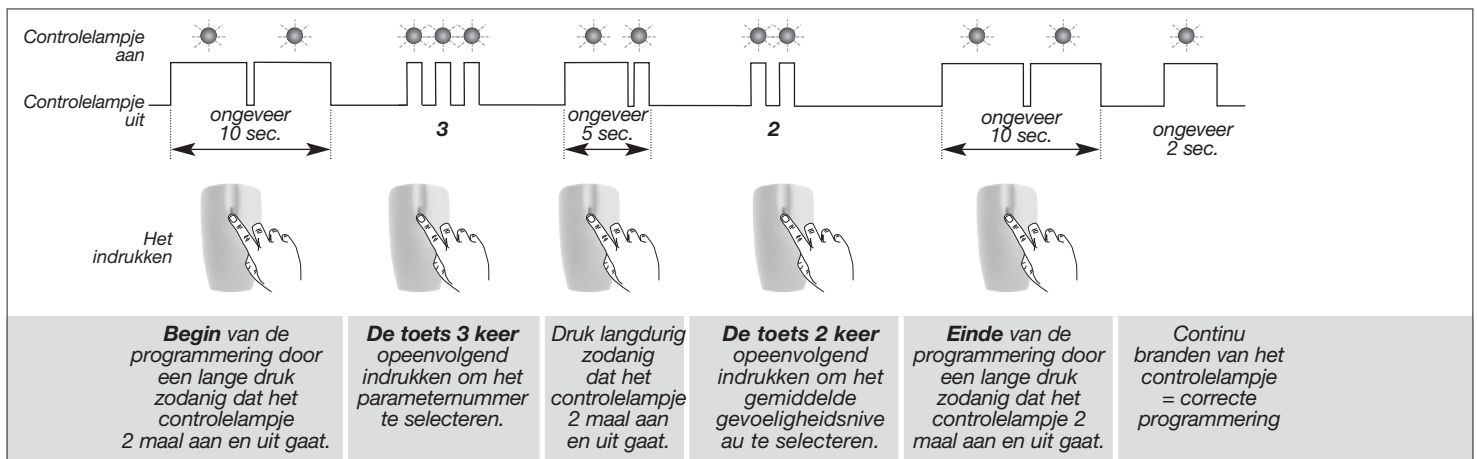 Controlelampje
aan
Controlelampje
uit
ongeveer
10 sec.
3
ongeveer
5 sec.
2
ongeveer
10 sec.
ongeveer
2 sec.
Het
indrukken
Begin van de
programmering door
een lange druk
zodanig dat het
controlelampje
2 maal aan en uit gaat.
De toets 3 keer
opeenvolgend
indrukken om het
parameternummer
te selecteren.
Druk langdurig
zodanig
dat het
controlelampje
2 maal aan
en uit gaat.
De toets 2 keer
opeenvolgend
indrukken om het
gemiddelde
gevoeligheidsnive
au te selecteren.
Einde van de
programmering door
een lange druk
zodanig dat het
controlelampje 2
maal aan en uit gaat.
Continu
branden van het
controlelampje
= correcte
programmering